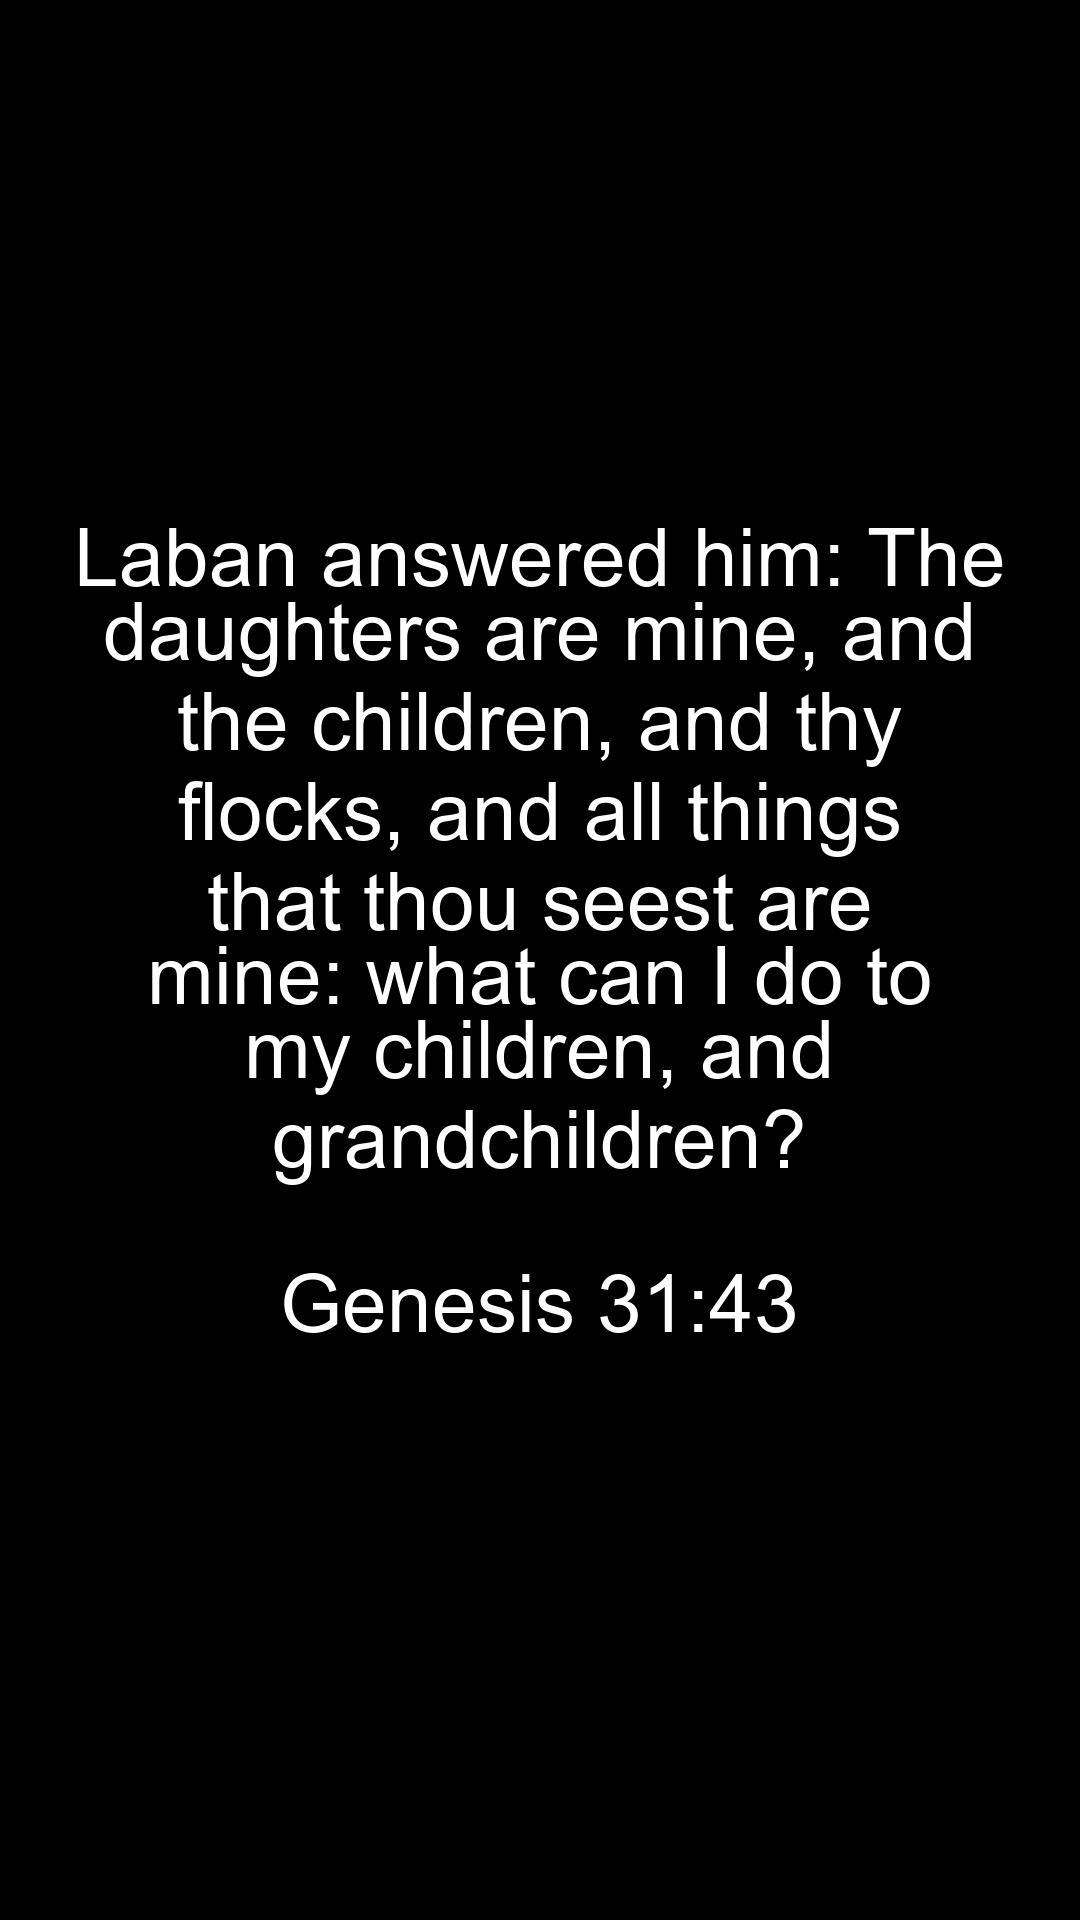 Laban answered him: The
daughters are mine, and
the children, and thy
flocks, and all things
that thou seest are
mine: what can I do to
my children, and
grandchildren?
Genesis 31:43